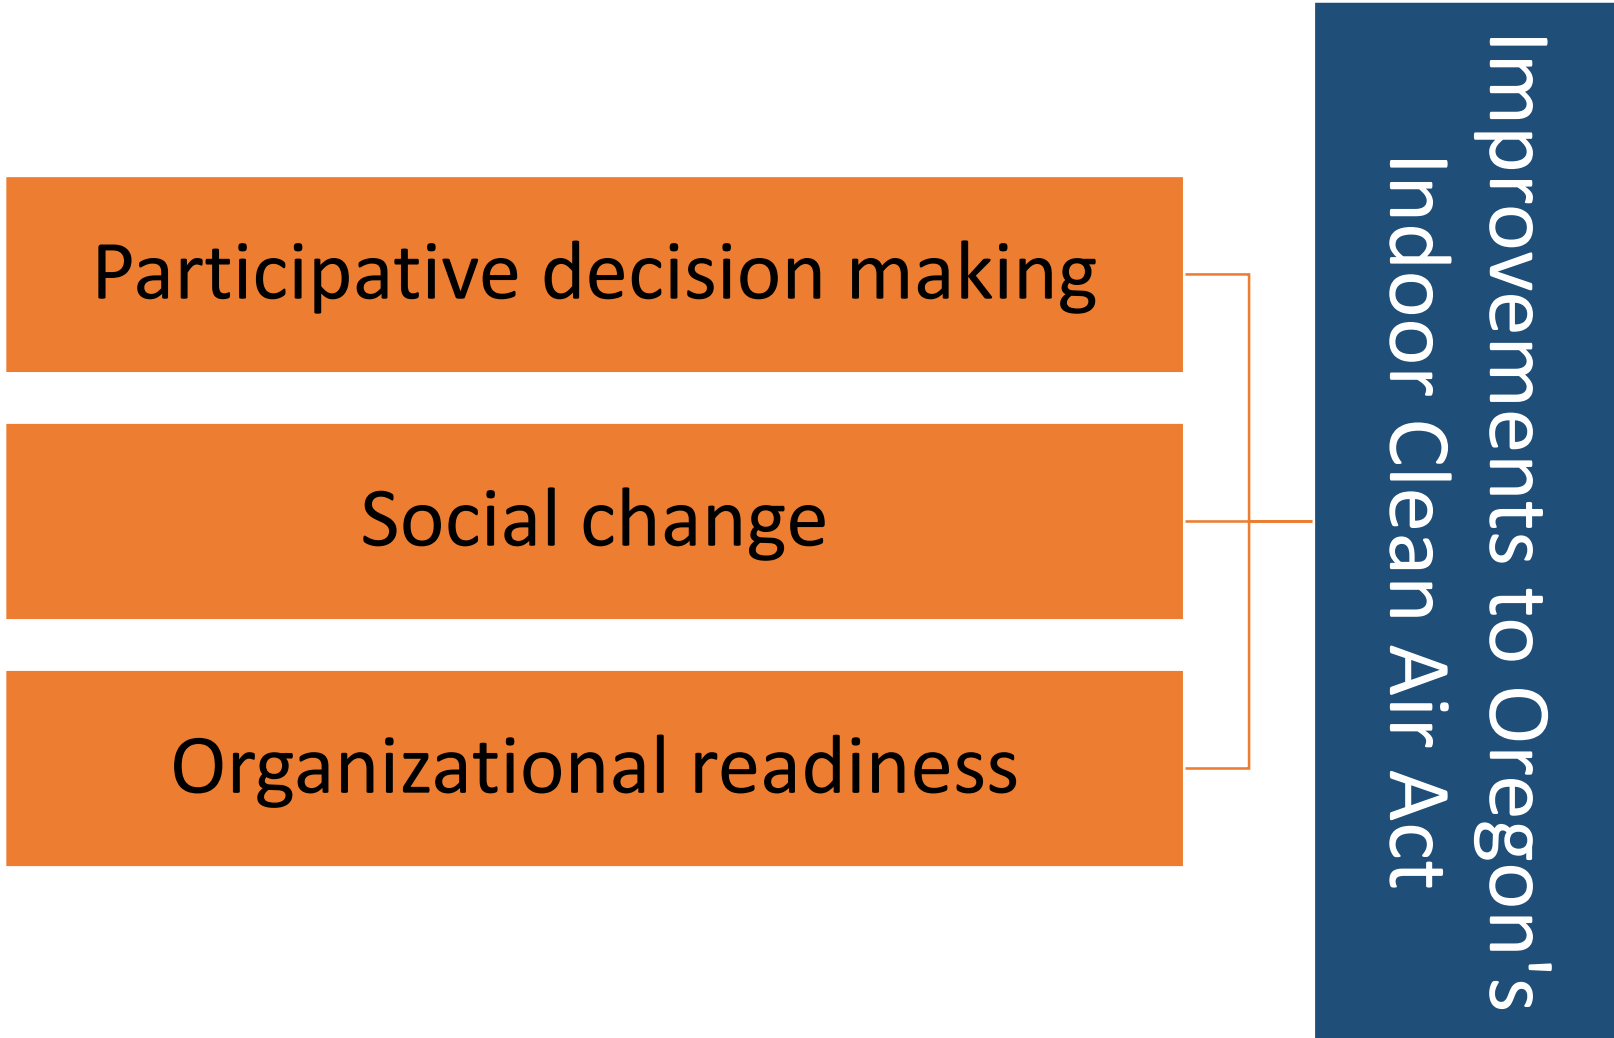 Participative decision making
Social change
Organizational readiness
Improvements to Oregon's
Indoor Clean Air Act